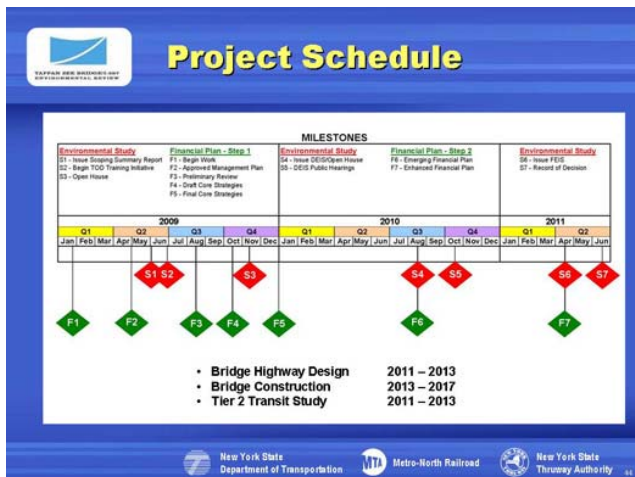 Project Schedule
TAPPAN ZEE BRIDGE/I-287
ENVIRONMENTAL REVIEW
MILESTONES
Environmental Study
S1 - Issue Scoping Summary Report
S2 - Begin TOD Training Initiative
S3 - Open House
Financial Plan - Step 1
F1 - Begin Work
F2 - Approved Management Plan
F3 - Preliminary Review
F4 - Draft Core Strategies
F5 - Final Core Strategies
Environmental Study
S4 - Issue DEIS/Open House
S5 - DEIS Public Hearings
Financial Plan - Step 2
F6 - Emerging Financial Plan
F7 - Enhanced Financial Plan
Environmental Study
S6 - Issue FEIS
S7 - Record of Decision
2009 2010 2011
Q1 Q2 Q3 Q4 Q1 Q2 Q3 Q4 Q1 Q2
Jan Feb Mar Apr May Jun Jul Aug Sep Oct Nov Dec Jan Feb Mar Apr May Jun Jul Aug Sep Oct Nov Dec Jan Feb Mar Apr May Jun
S1 S2 S3 S4 S5 S6 S7
F1 F2 F3 F4 F5 F6 F7
• Bridge Highway Design 2011 – 2013
• Bridge Construction 2013 – 2017
• Tier 2 Transit Study 2011 – 2013
New York State
Department of Transportation
MTA Metro-North Railroad
New York State
Thruway Authority
44